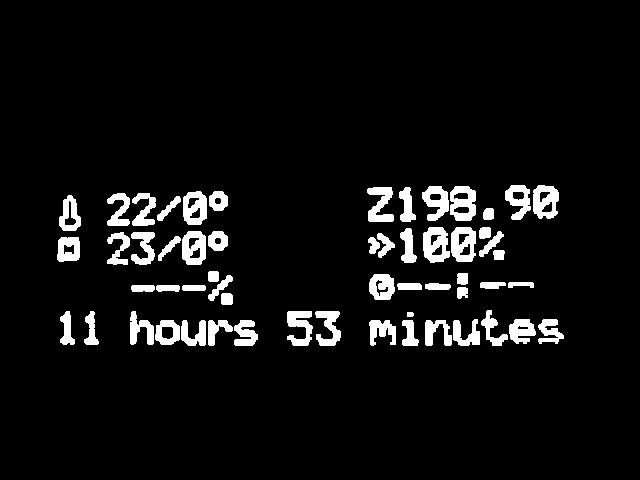 22/0° Z198.90
23/0° »100%
---% --:--
11 hours 53 minutes